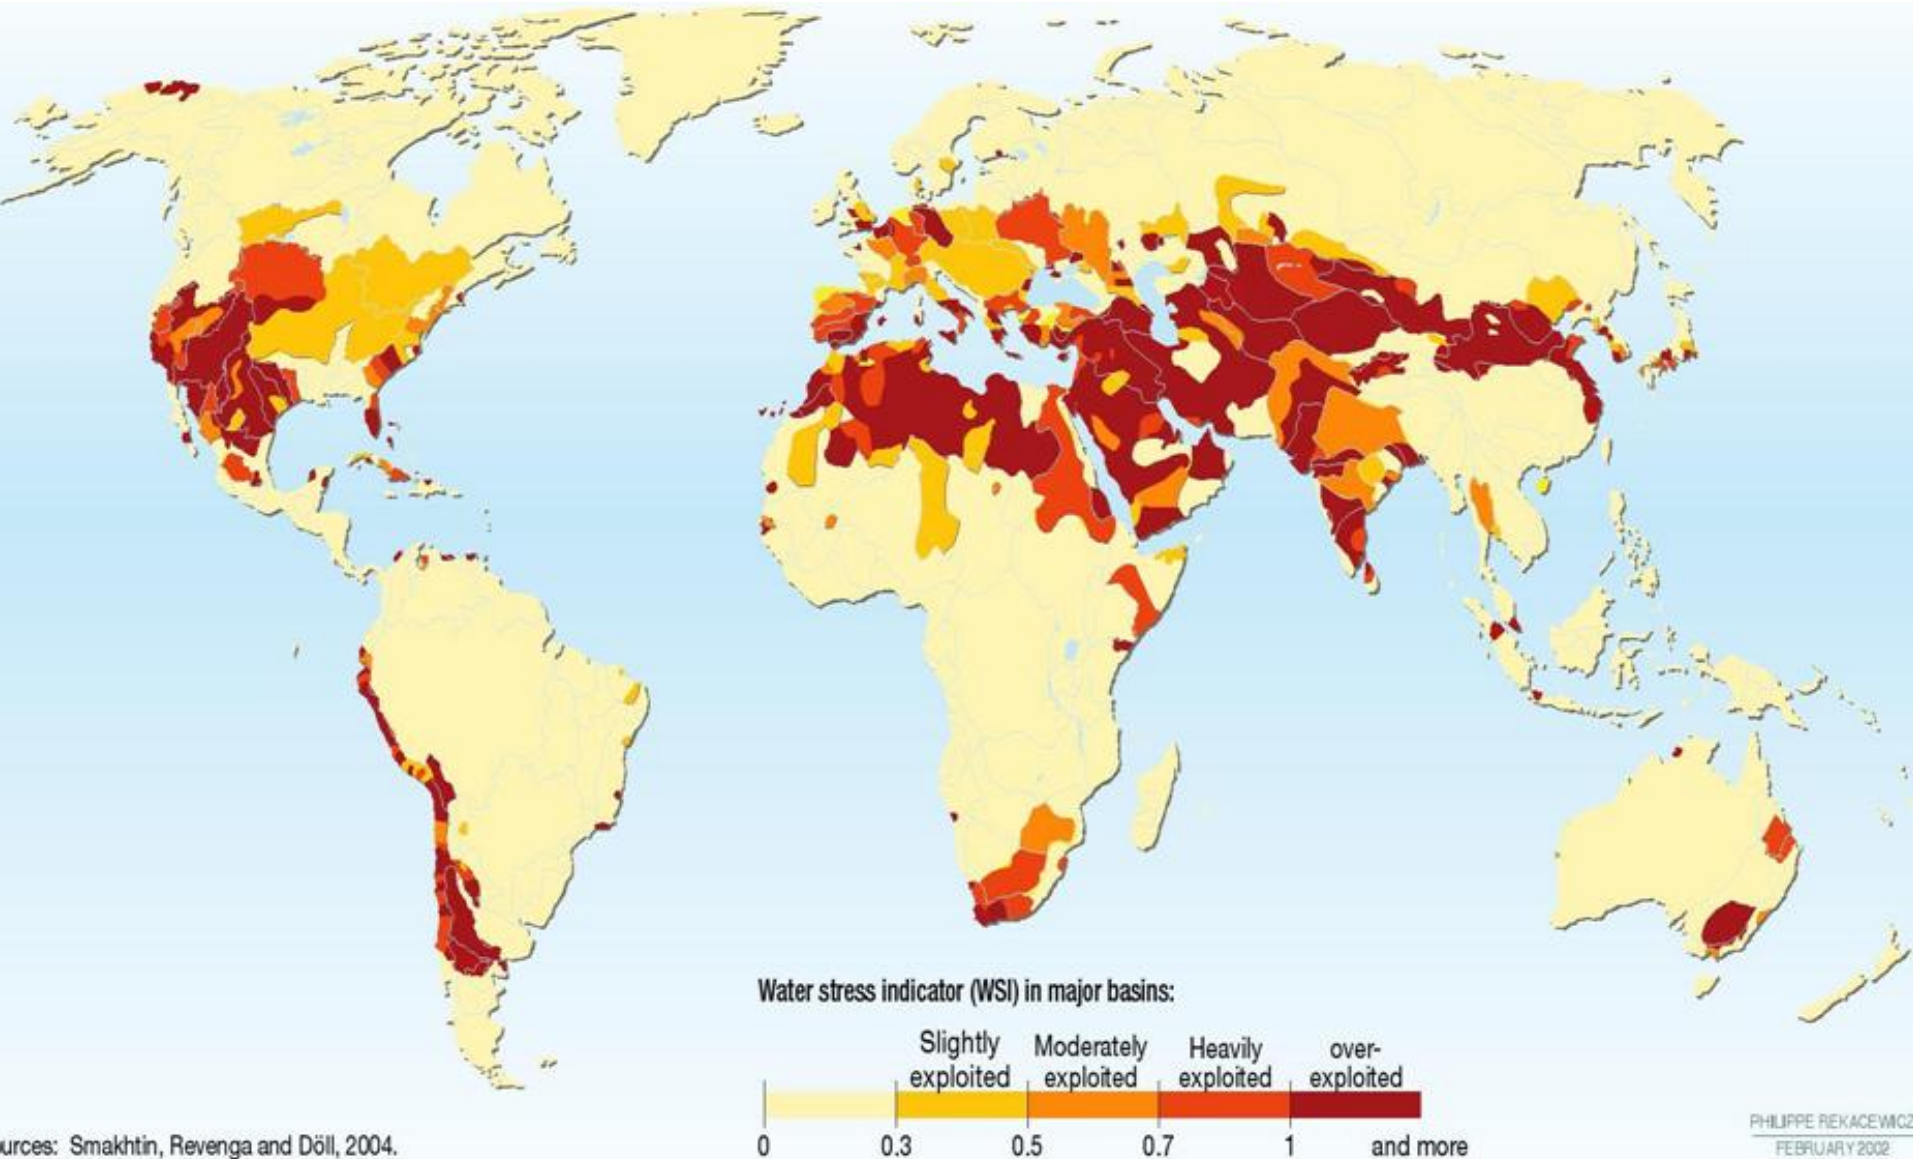 Water stress indicator (WSI) in major basins:
Slightly exploited
Moderately exploited
Heavily exploited
over-exploited
0 0.3 0.5 0.7 1 and more
urces: Smakhtin, Revenga and Döll, 2004.
PHILIPPE REKACEWICZ
FEBRUARY 2002